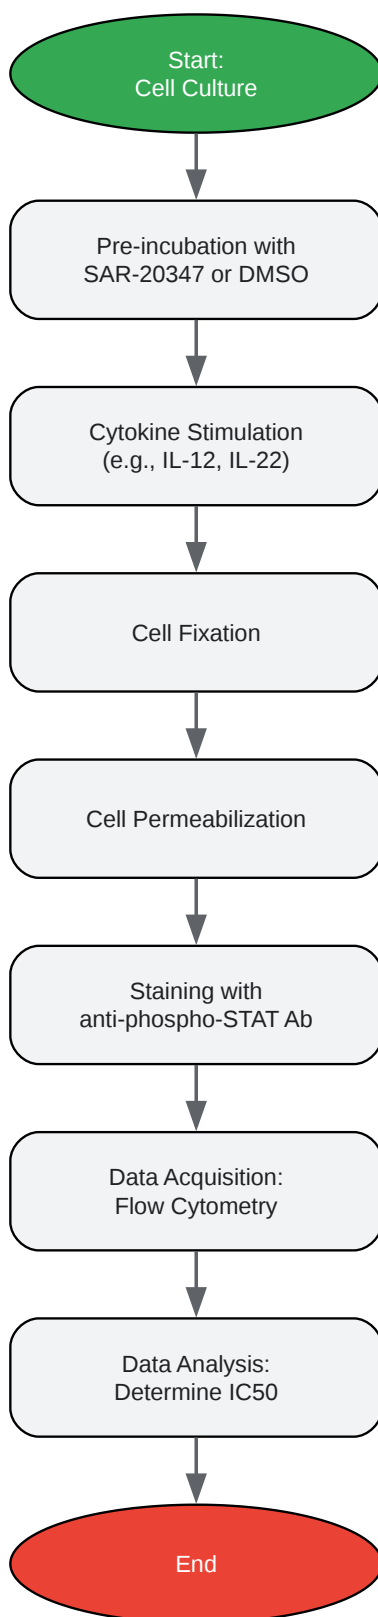 Start:
Cell Culture
Pre-incubation with
SAR-20347 or DMSO
Cytokine Stimulation
(e.g., IL-12, IL-22)
Cell Fixation
Cell Permeabilization
Staining with
anti-phospho-STAT Ab
Data Acquisition:
Flow Cytometry
Data Analysis:
Determine IC50
End